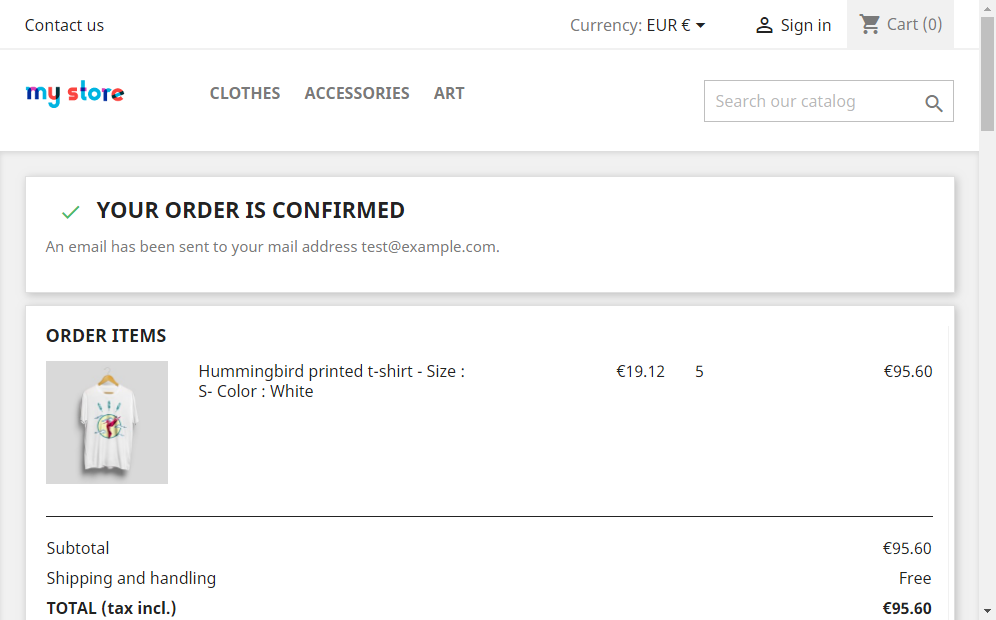 Contact us
Currency: EUR €
Sign in
Cart (0)
my store
CLOTHES
ACCESSORIES
ART
Search our catalog
YOUR ORDER IS CONFIRMED
An email has been sent to your mail address test@example.com.
ORDER ITEMS
Hummingbird printed t-shirt - Size : €19.12 5 €95.60
S- Color : White
Subtotal €95.60
Shipping and handling Free
TOTAL (tax incl.) €95.60